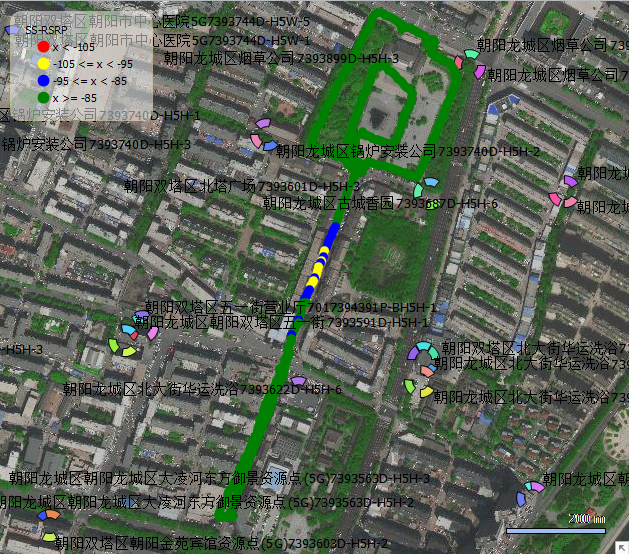 朝阳双塔区朝阳市中心医院5G7393744D-H5W-5
SS-RSRP
朝阳双塔区朝阳市中心医院5G7393744D-H5W-1
x < -105
-105 <= x < -95
-95 <= x < -85
x >= -85
朝阳龙城区烟草公司7393899D-H5H-3
朝阳龙城区烟草公司
朝阳龙城区烟草公司739
区锅炉安装公司7393740D-H5H-1
锅炉安装公司7393740D-H5H-3
朝阳龙城区锅炉安装公司7393740D-H5H-2
朝阳龙城
朝阳双塔区北塔广场7393601D-H5H-3
朝阳龙城区古城香园7393687D-H5H-6
朝阳龙城
朝阳双塔区五一街营业厅7017394391P-BH5H-1
朝阳龙城区朝阳双塔区五一街7393591D-H5H-1
-H5H-3
朝阳双塔区北大街华运洗浴7
朝阳龙城区北大街华运洗浴7
朝阳龙城区北大街华运洗浴7393622D-H5H-6
朝阳龙城区北大街华运洗浴739
朝阳龙城区朝阳龙城区大凌河东方御景资源点(5G)7393563D-H5H-3
朝阳龙城区朝
朝阳龙城区朝阳龙城区大凌河东方御景资源点(5G)7393563D-H5H-2
朝阳双塔区朝阳金苑宾馆资源点(5G)7393603D-H5H-2